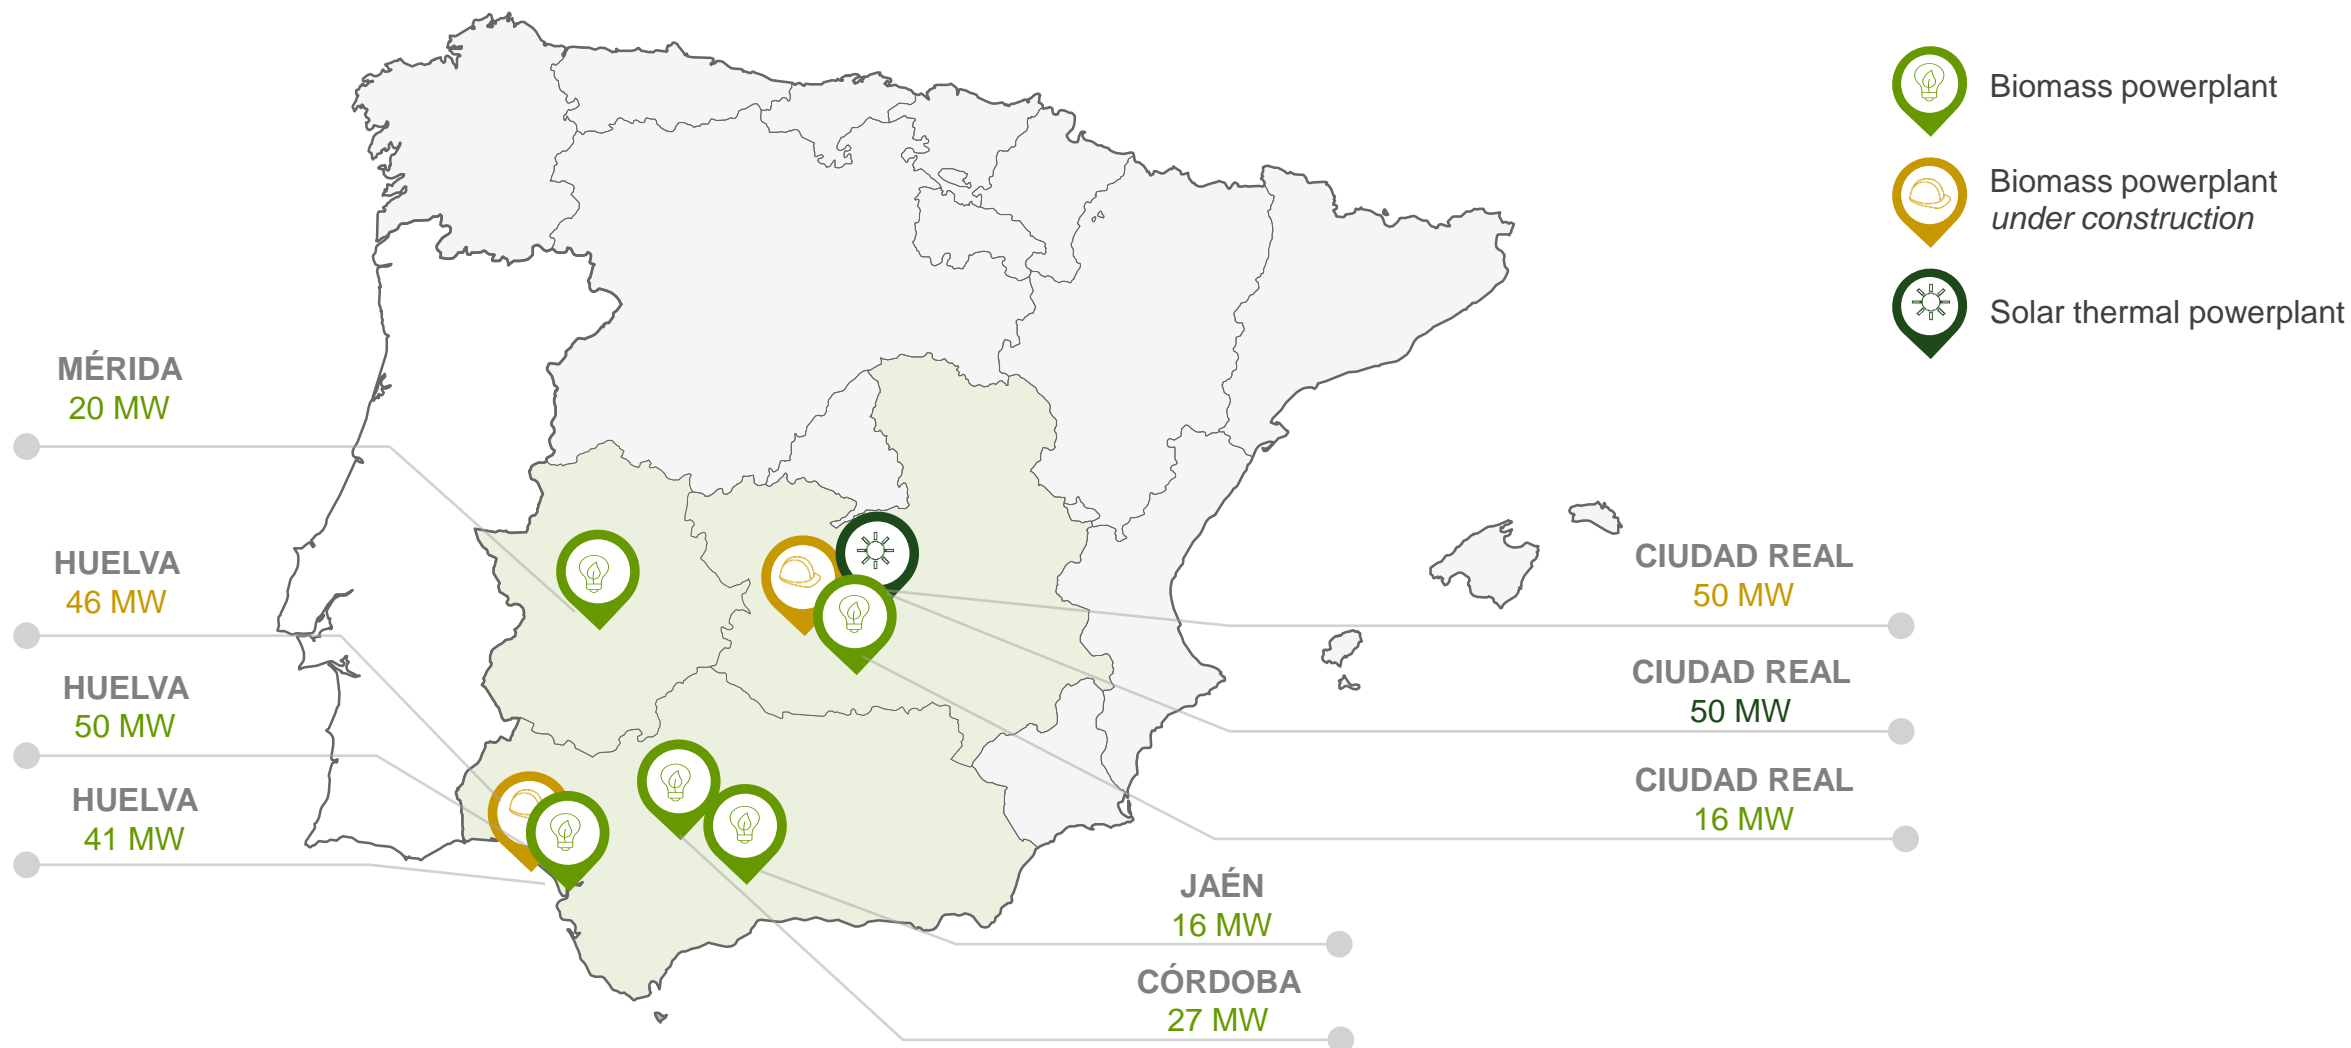 Biomass powerplant
Biomass powerplant
under construction
Solar thermal powerplant
MÉRIDA
20 MW
HUELVA
46 MW
HUELVA
50 MW
HUELVA
41 MW
CIUDAD REAL
50 MW
CIUDAD REAL
50 MW
CIUDAD REAL
16 MW
JAÉN
16 MW
CÓRDOBA
27 MW